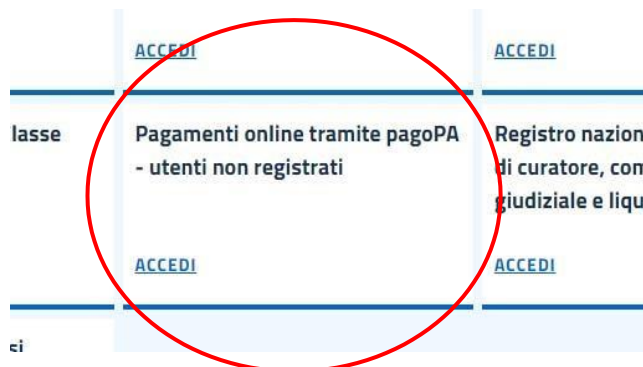 ACCEDI
ACCEDI
lasse
Pagamenti online tramite pagoPA
- utenti non registrati
Registro nazion
di curatore, com
giudiziale e liqu
ACCEDI
ACCEDI
si